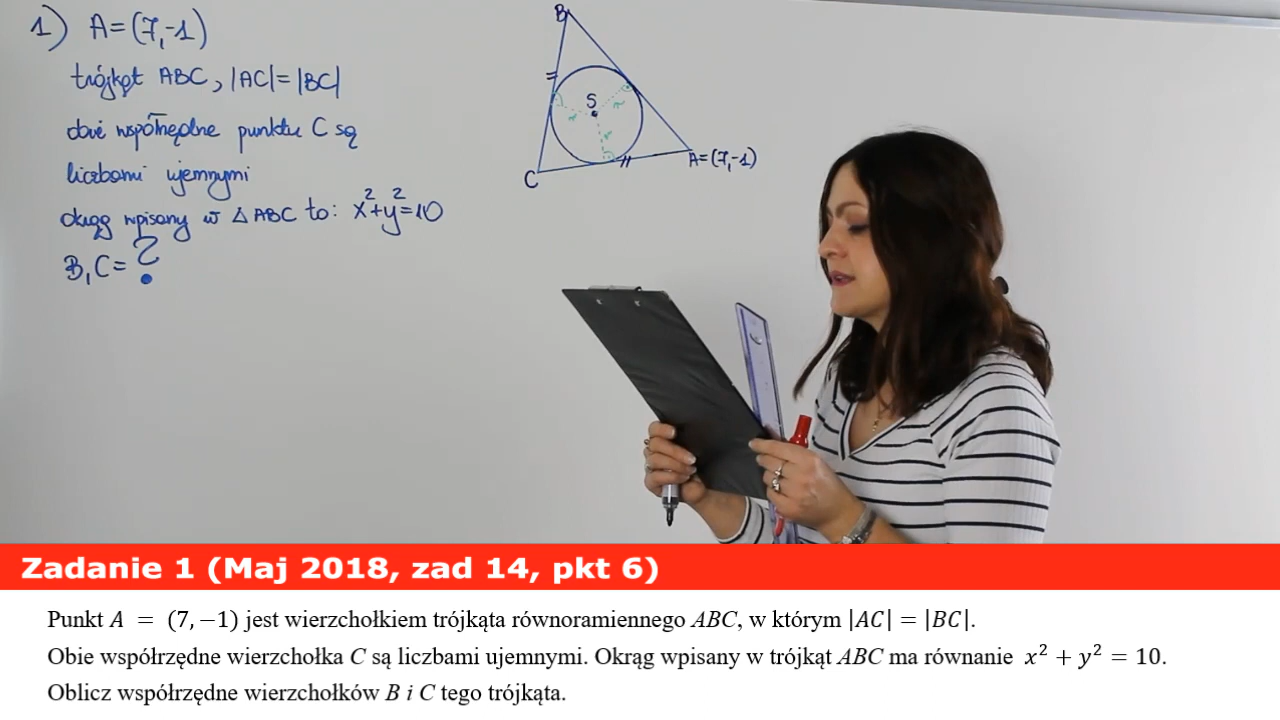 1) A=(7,-1)
trójkąt ABC, |AC|=|BC|
dwie współrzędne punktu C są
liczbami ujemnymi
okrąg wpisany w △ABC to: x²+y²=10
B,C=?
B
S
r
r
r
A=(7,-1)
C
Zadanie 1 (Maj 2018, zad 14, pkt 6)
Punkt A = (7,−1) jest wierzchołkiem trójkąta równoramiennego ABC, w którym |AC| = |BC|.
Obie współrzędne wierzchołka C są liczbami ujemnymi. Okrąg wpisany w trójkąt ABC ma równanie x² + y² = 10.
Oblicz współrzędne wierzchołków B i C tego trójkąta.